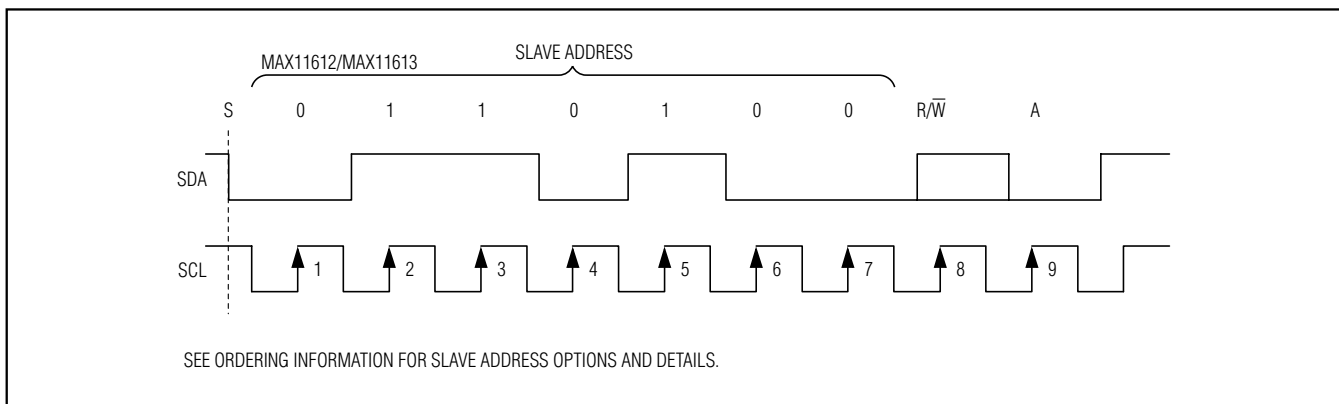 SLAVE ADDRESS
MAX11612/MAX11613
S 0 1 1 0 1 0 0 R/W̅ A
SDA
SCL 1 2 3 4 5 6 7 8 9
SEE ORDERING INFORMATION FOR SLAVE ADDRESS OPTIONS AND DETAILS.